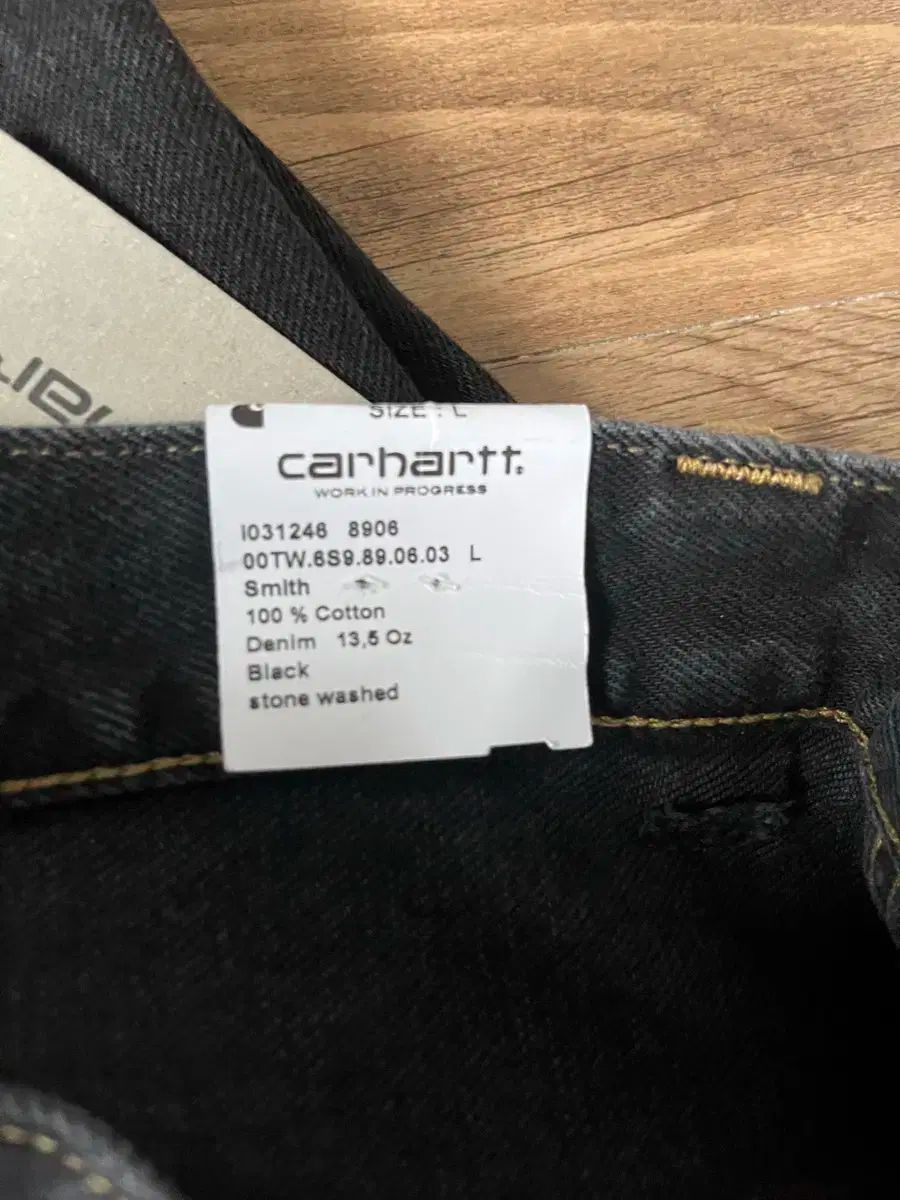 SIZE : L
carhartt.
WORK IN PROGRESS
I031246 8906
00TW.6S9.89.06.03 L
Smith
100 % Cotton
Denim 13,5 Oz
Black
stone washed